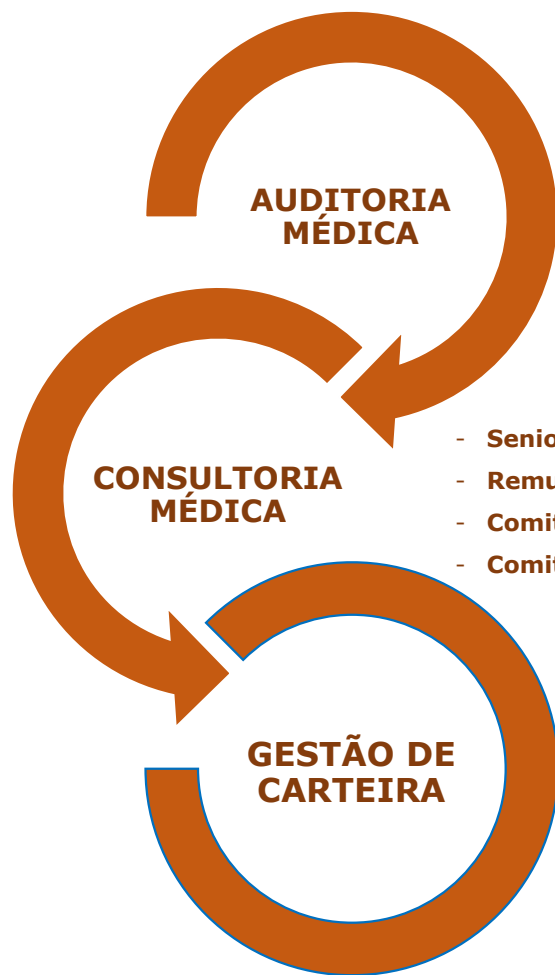 AUDITORIA
MÉDICA
CONSULTORIA
MÉDICA
-
-
-
-
GESTÃO DE
CARTEIRA